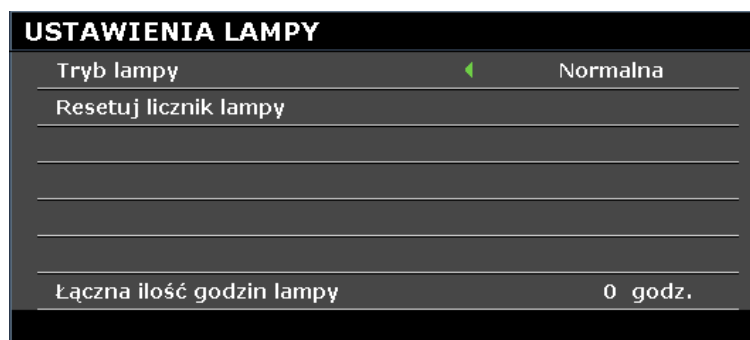 USTAWIENIA LAMPY
Tryb lampy Normalna
Resetuj licznik lampy
Łączna ilość godzin lampy 0 godz.